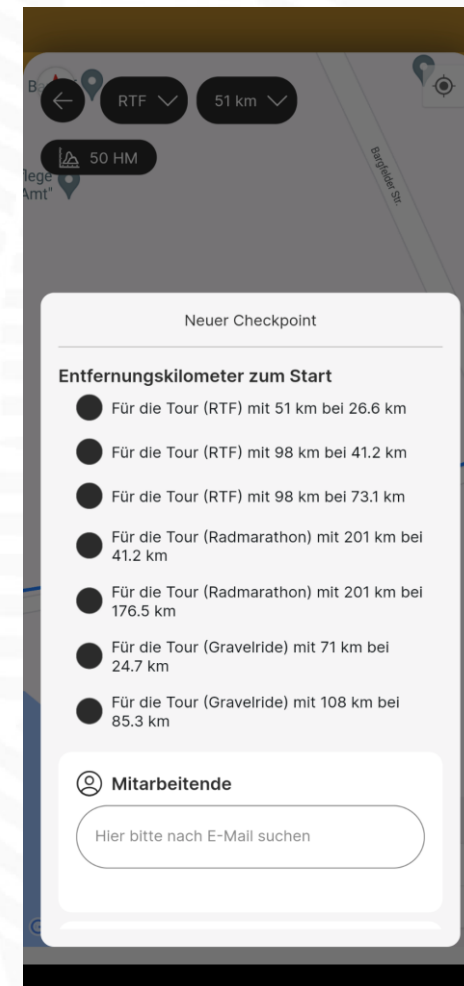 RTF
51 km
50 HM
Amt"
Bargfelder Str.
Neuer Checkpoint
Entfernungskilometer zum Start
Für die Tour (RTF) mit 51 km bei 26.6 km
Für die Tour (RTF) mit 98 km bei 41.2 km
Für die Tour (RTF) mit 98 km bei 73.1 km
Für die Tour (Radmarathon) mit 201 km bei
41.2 km
Für die Tour (Radmarathon) mit 201 km bei
176.5 km
Für die Tour (Gravelride) mit 71 km bei
24.7 km
Für die Tour (Gravelride) mit 108 km bei
85.3 km
Mitarbeitende
Hier bitte nach E-Mail suchen